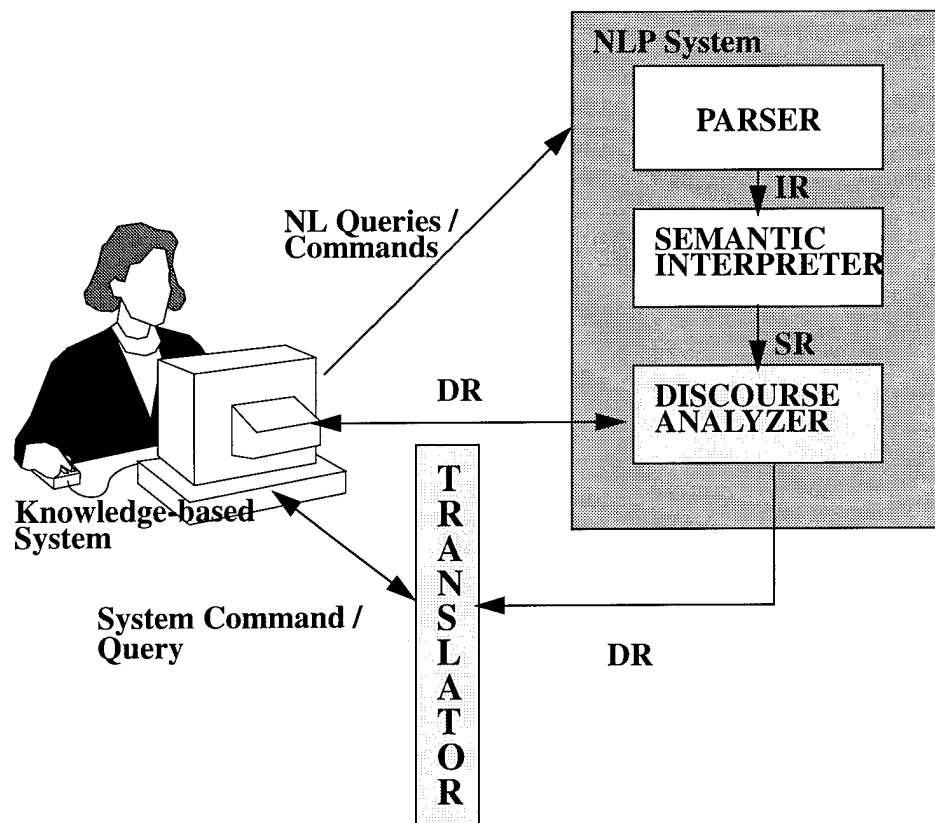 NLP System
PARSER
IR
NL Queries /
Commands
SEMANTIC
INTERPRETER
SR
DR
DISCOURSE
ANALYZER
TRANSLATOR
Knowledge-based
System
System Command /
Query
DR